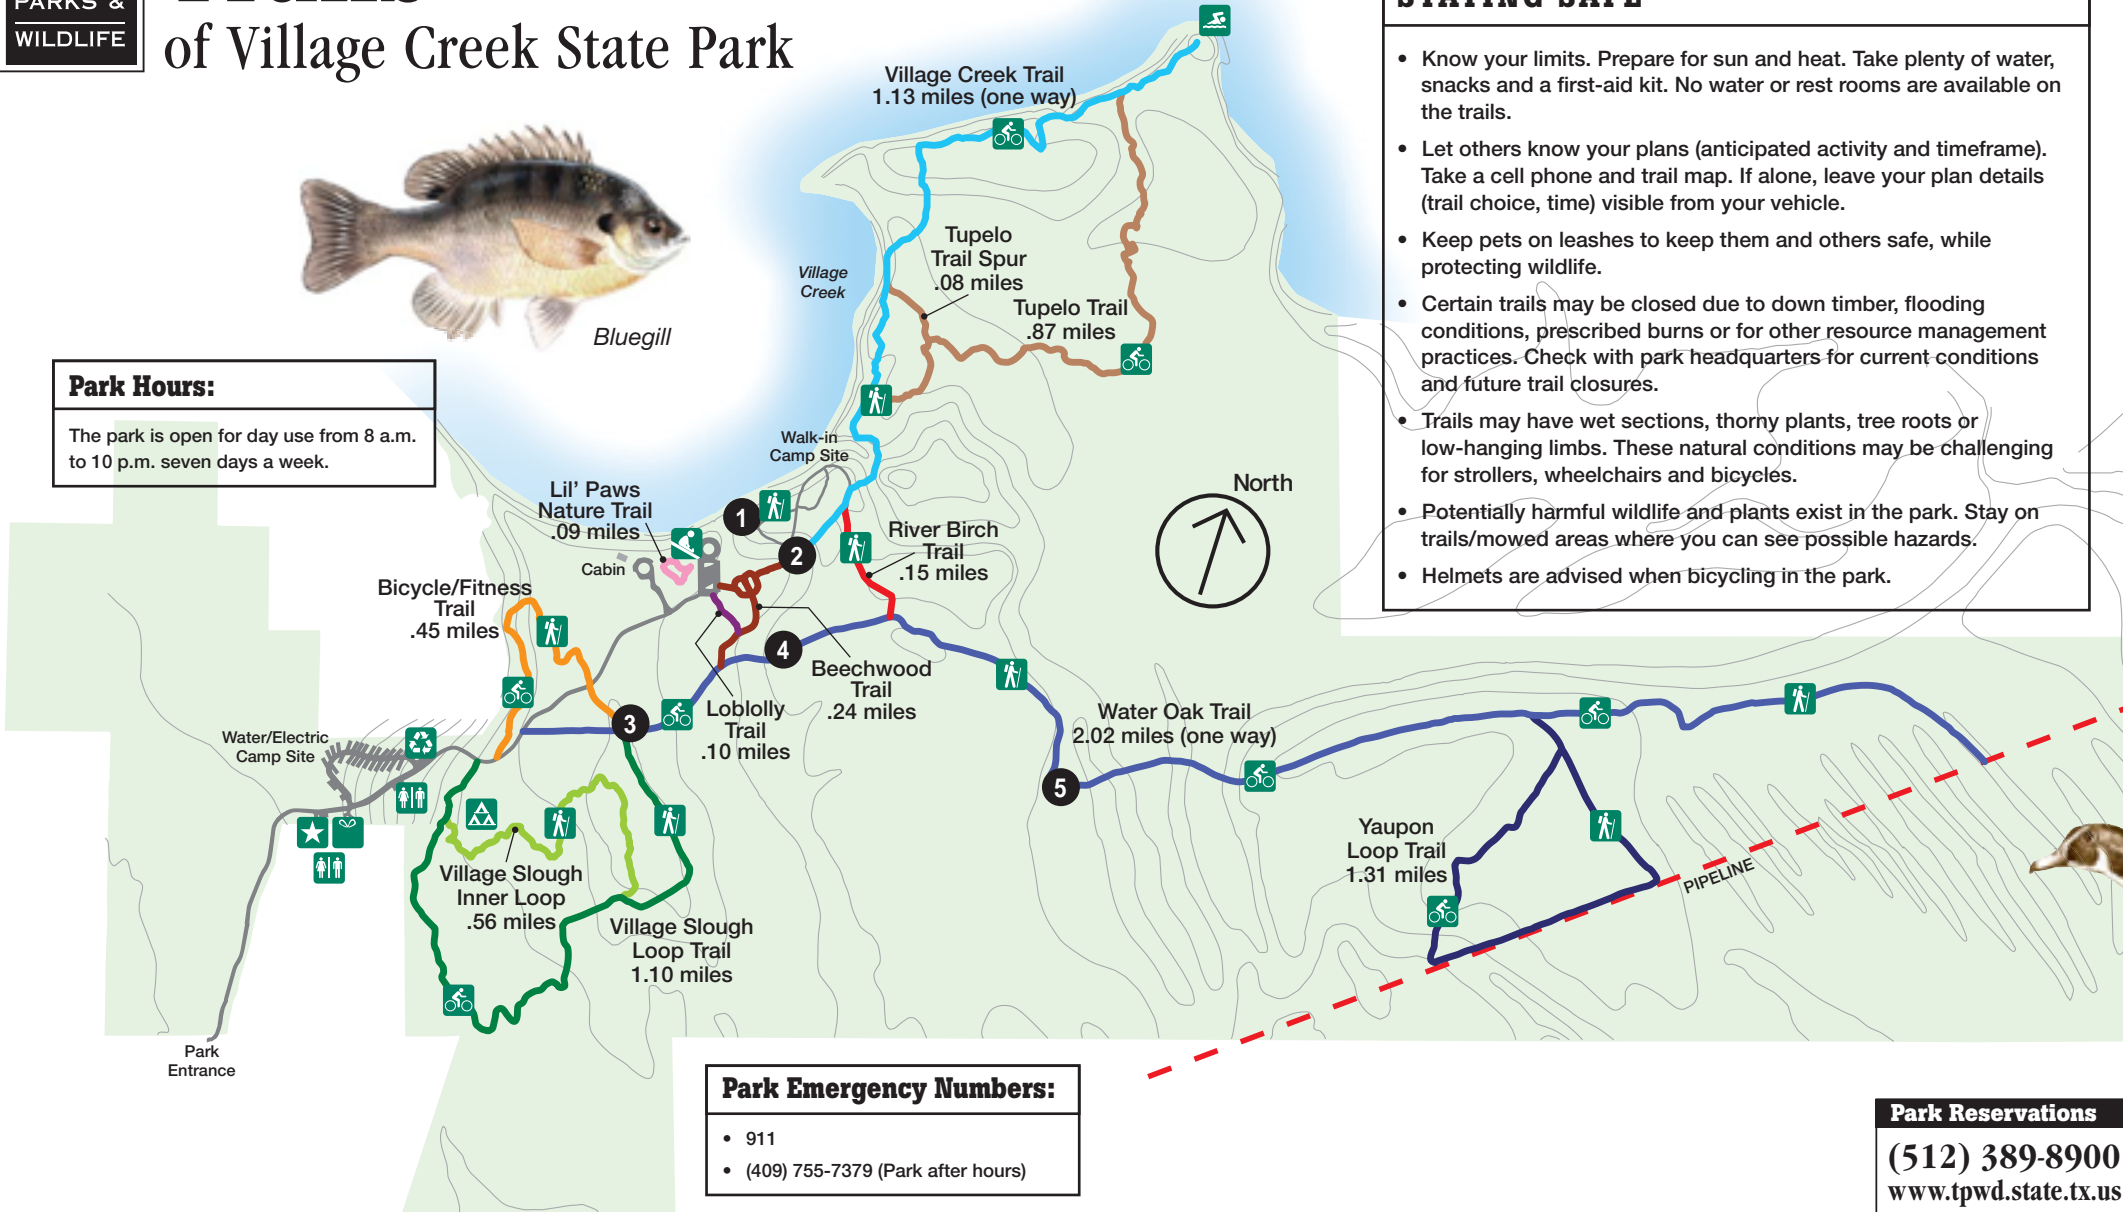 PARKS &
WILDLIFE
Trails
of Village Creek State Park
Bluegill
Park Hours:
The park is open for day use from 8 a.m.
to 10 p.m. seven days a week.
Village Creek Trail
1.13 miles (one way)
Tupelo
Trail Spur
.08 miles
Village
Creek
Tupelo Trail
.87 miles
Walk-in
Camp Site
North
Lil’ Paws
Nature Trail
.09 miles
Cabin
1
2
River Birch
Trail
.15 miles
Bicycle/Fitness
Trail
.45 miles
3
4
5
Beechwood
Trail
.24 miles
Loblolly
Trail
.10 miles
Water Oak Trail
2.02 miles (one way)
Water/Electric
Camp Site
Village Slough
Inner Loop
.56 miles
Village Slough
Loop Trail
1.10 miles
Yaupon
Loop Trail
1.31 miles
PIPELINE
Park
Entrance
STAYING SAFE
• Know your limits. Prepare for sun and heat. Take plenty of water,
snacks and a first-aid kit. No water or rest rooms are available on
the trails.
• Let others know your plans (anticipated activity and timeframe).
Take a cell phone and trail map. If alone, leave your plan details
(trail choice, time) visible from your vehicle.
• Keep pets on leashes to keep them and others safe, while
protecting wildlife.
• Certain trails may be closed due to down timber, flooding
conditions, prescribed burns or for other resource management
practices. Check with park headquarters for current conditions
and future trail closures.
• Trails may have wet sections, thorny plants, tree roots or
low-hanging limbs. These natural conditions may be challenging
for strollers, wheelchairs and bicycles.
• Potentially harmful wildlife and plants exist in the park. Stay on
trails/mowed areas where you can see possible hazards.
• Helmets are advised when bicycling in the park.
Park Emergency Numbers:
• 911
• (409) 755-7379 (Park after hours)
Park Reservations
(512) 389-8900
www.tpwd.state.tx.us